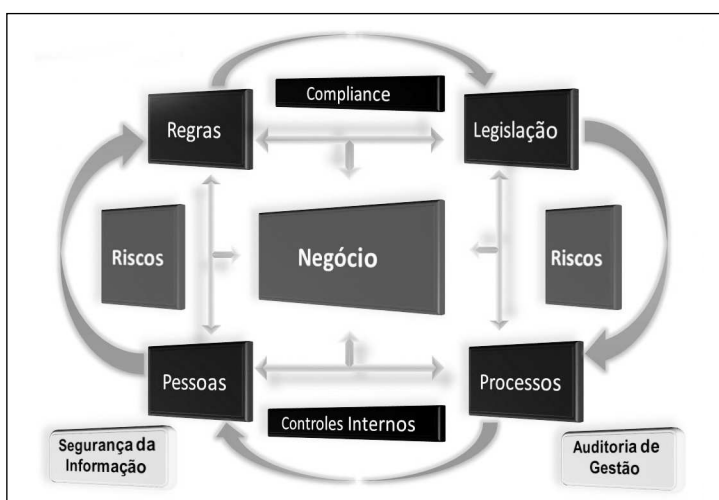 Compliance
Regras
Legislação
Riscos
Negócio
Riscos
Pessoas
Processos
Controles Internos
Segurança da
Informação
Auditoria de
Gestão